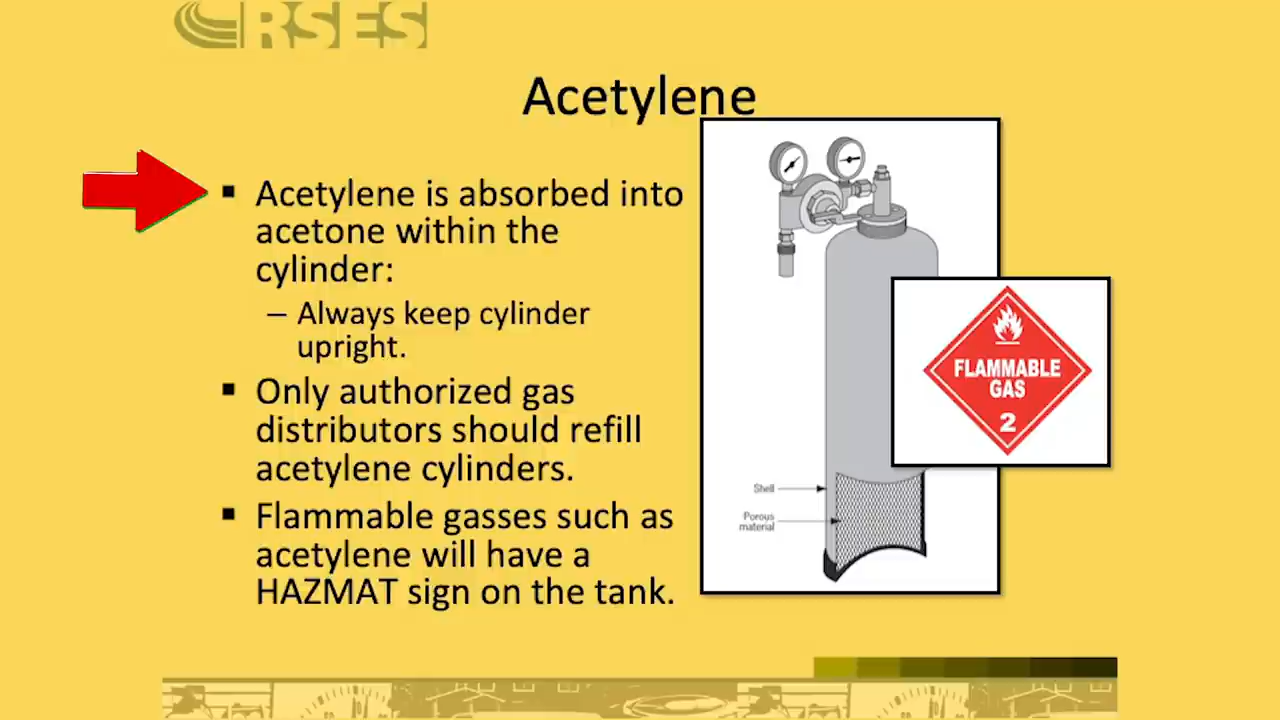 RSES
Acetylene
▪ Acetylene is absorbed into
acetone within the
cylinder:
– Always keep cylinder
upright.
▪ Only authorized gas
distributors should refill
acetylene cylinders.
▪ Flammable gasses such as
acetylene will have a
HAZMAT sign on the tank.
FLAMMABLE
GAS
2
Shell
Porous
material